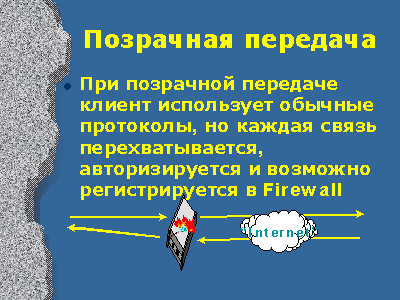 Позрачная передача
При позрачной передаче
клиент использует обычные
протоколы, но каждая связь
перехватывается,
авторизируется и возможно
регистрируется в Firewall
Internet